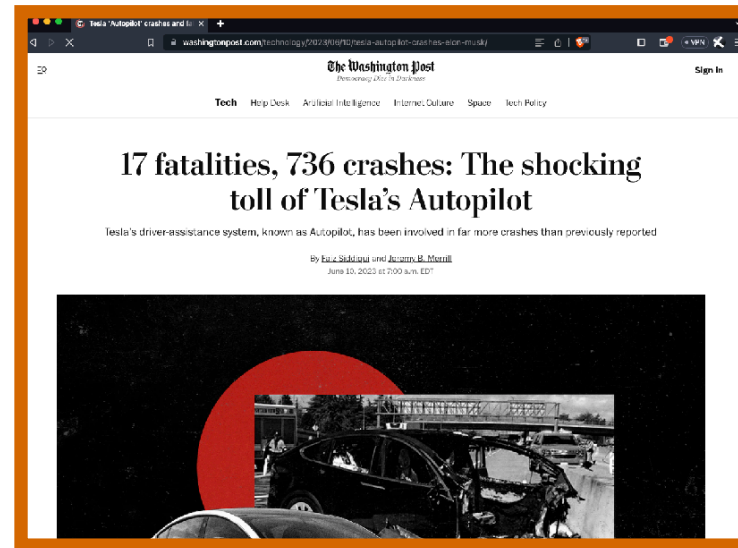 Tesla 'Autopilot' crashes and fa
washingtonpost.com/technology/2023/06/10/tesla-autopilot-crashes-elon-musk/
VPN
The Washington Post
Democracy Dies in Darkness
Sign in
Tech Help Desk Artificial Intelligence Internet Culture Space Tech Policy
17 fatalities, 736 crashes: The shocking
toll of Tesla's Autopilot
Tesla's driver-assistance system, known as Autopilot, has been involved in far more crashes than previously reported
By Faiz Siddiqui and Jeremy B. Merrill
June 10, 2023 at 7:00 a.m. EDT